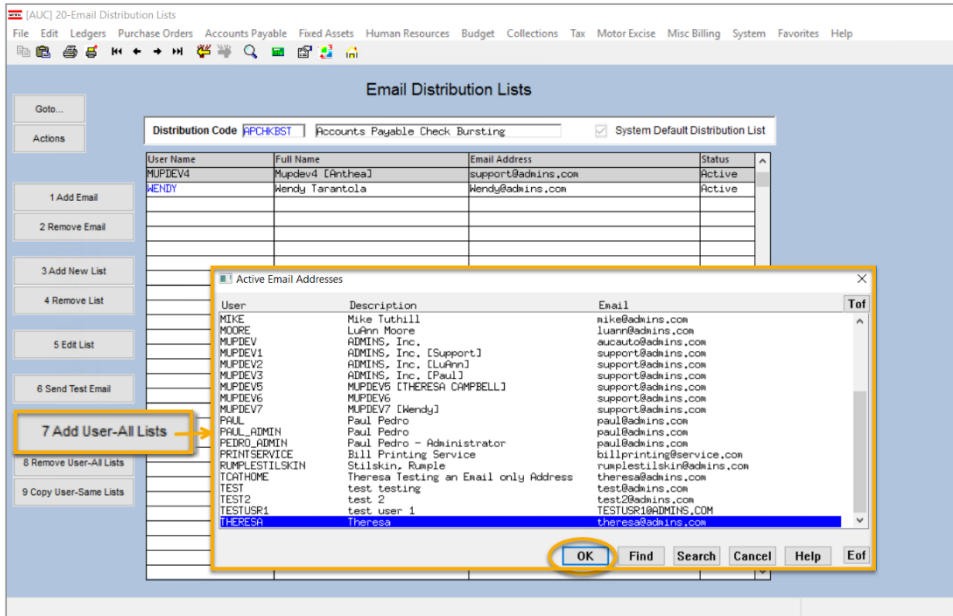 [AUC] 20-Email Distribution Lists
File Edit Ledgers Purchase Orders Accounts Payable Fixed Assets Human Resources Budget Collections Tax Motor Excise Misc Billing System Favorites Help
Email Distribution Lists
Goto...
Actions
Distribution Code APCHKBST Accounts Payable Check Bursting System Default Distribution List
User Name Full Name Email Address Status
MUPDEV4 Mupdev4 [Anthea] support@admins.com Active
WENDY Wendy Tarantola Wendy@admins.com Active
1 Add Email
2 Remove Email
3 Add New List
4 Remove List
5 Edit List
6 Send Test Email
7 Add User-All Lists
8 Remove User-All Lists
9 Copy User-Same Lists
Active Email Addresses
User Description Email Tof
MIKE Mike Tuthill mike@admins.com
MOORE LuAnn Moore luann@admins.com
MUPDEV ADMINS, Inc. aucauto@admins.com
MUPDEV1 ADMINS, Inc. [Support] support@admins.com
MUPDEV2 ADMINS, Inc. [LuAnn] support@admins.com
MUPDEV3 ADMINS, Inc. [Paul] support@admins.com
MUPDEV5 MUPDEV5 [THERESA CAMPBELL] support@admins.com
MUPDEV6 MUPDEV6 support@admins.com
MUPDEV7 MUPDEV7 [Wendy] support@admins.com
PAUL Paul Pedro paul@admins.com
PAUL_ADMIN Paul Pedro paul@admins.com
PEDRO_ADMIN Paul Pedro - Administrator paul@admins.com
PRINTSERVICE Bill Printing Service billprinting@service.com
RUMPLESTILSKIN Stilskin, Rumple rumplestilskin@admins.com
TCATHOME Theresa Testing an Email only Address theresa@admins.com
TEST test testing test@admins.com
TEST2 test 2 test2@admins.com
TESTUSR1 test user 1 TESTUSR1@ADMINS.COM
THERESA Theresa theresa@admins.com
OK Find Search Cancel Help Eof